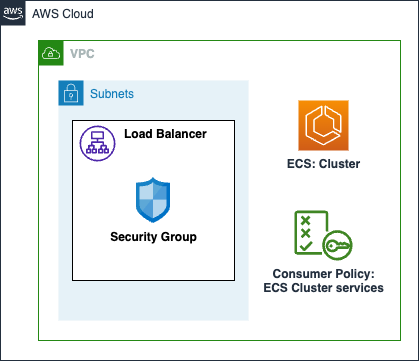 aws
AWS Cloud
VPC
Subnets
Load Balancer
Security Group
ECS: Cluster
Consumer Policy:
ECS Cluster services